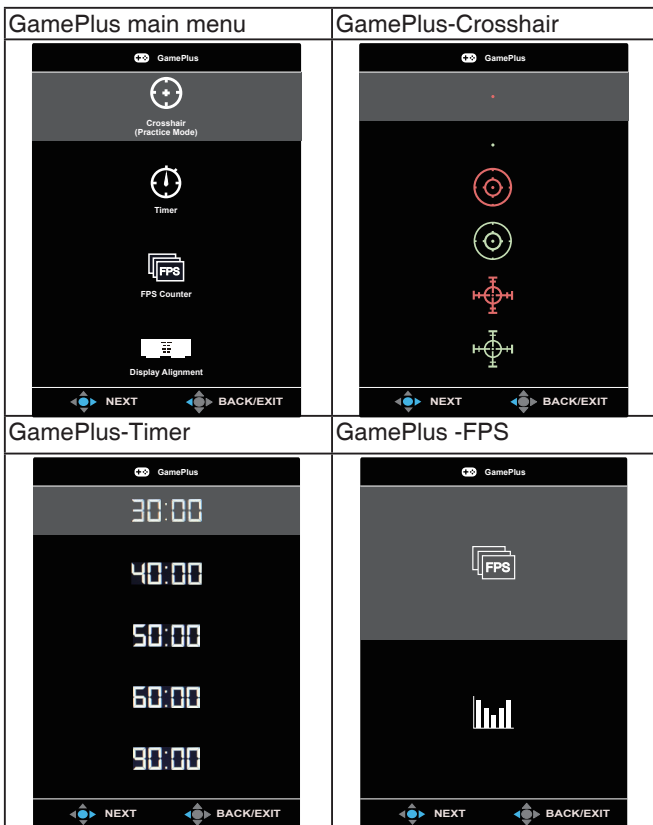 GamePlus main menu
GamePlus-Crosshair
GamePlus
Crosshair
(Practice Mode)
Timer
FPS
FPS Counter
Display Alignment
NEXT BACK/EXIT
GamePlus
NEXT BACK/EXIT
GamePlus-Timer
GamePlus -FPS
GamePlus
30:00
40:00
50:00
60:00
90:00
NEXT BACK/EXIT
GamePlus
FPS
NEXT BACK/EXIT